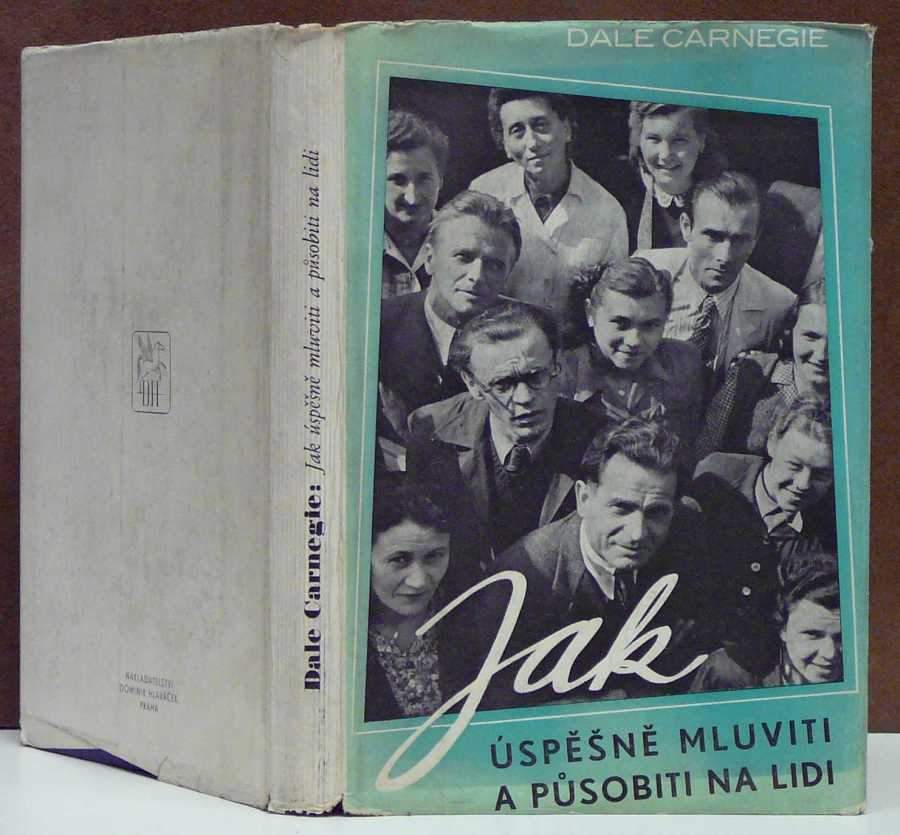 DALE CARNEGIE
Jak
ÚSPĚŠNĚ MLUVITI
A PŮSOBITI NA LIDI
Dale Carnegie: Jak úspěšně mluviti a působiti na lidi
NAKLADATELSTVÍ
DOMINIK HLAVÁČEK
PRAHA